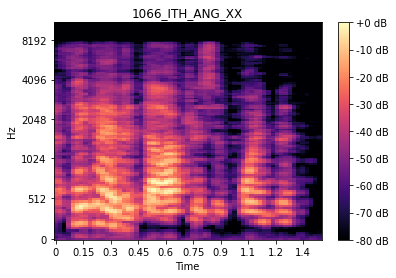 1066_ITH_ANG_XX
8192
4096
2048
1024
512
0
Hz
0 0.15 0.3 0.45 0.6 0.75 0.9 1.1 1.2 1.4
Time
+0 dB
-10 dB
-20 dB
-30 dB
-40 dB
-50 dB
-60 dB
-70 dB
-80 dB